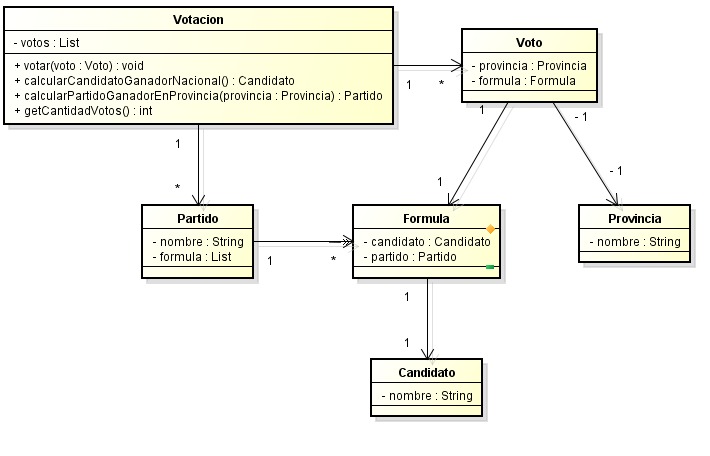 Votacion
- votos : List
+ votar(voto : Voto) : void
+ calcularCandidatoGanadorNacional() : Candidato
+ calcularPartidoGanadorEnProvincia(provincia : Provincia) : Partido
+ getCantidadVotos() : int
1
*
Voto
- provincia : Provincia
- formula : Formula
1
*
1
1
- 1
- 1
Partido
- nombre : String
- formula : List
1
*
Formula
- candidato : Candidato
- partido : Partido
Provincia
- nombre : String
1
1
Candidato
- nombre : String